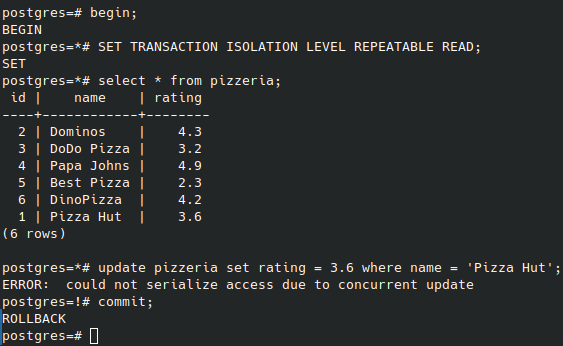 postgres=# begin;
BEGIN
postgres=*# SET TRANSACTION ISOLATION LEVEL REPEATABLE READ;
SET
postgres=*# select * from pizzeria;
 id |    name    | rating
----+------------+--------
  2 | Dominos    |    4.3
  3 | DoDo Pizza |    3.2
  4 | Papa Johns |    4.9
  5 | Best Pizza |    2.3
  6 | DinoPizza  |    4.2
  1 | Pizza Hut  |    3.6
(6 rows)

postgres=*# update pizzeria set rating = 3.6 where name = 'Pizza Hut';
ERROR:  could not serialize access due to concurrent update
postgres=!# commit;
ROLLBACK
postgres=#